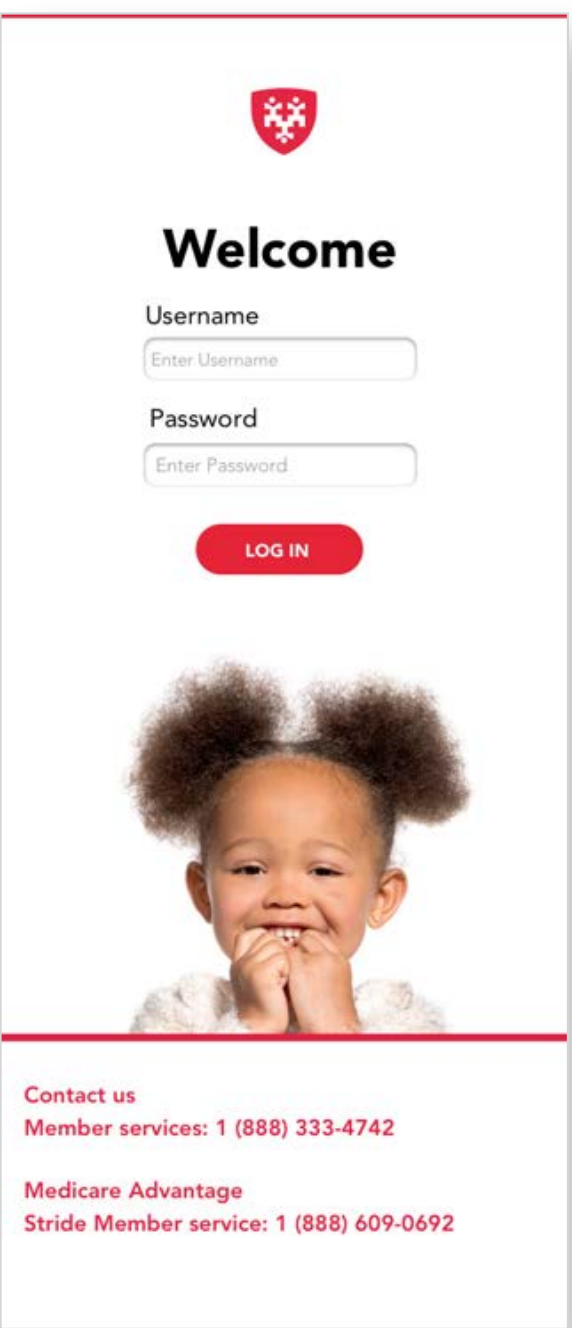 Welcome
Username
Enter Username
Password
Enter Password
LOG IN
Contact us
Member services: 1 (888) 333-4742
Medicare Advantage
Stride Member service: 1 (888) 609-0692